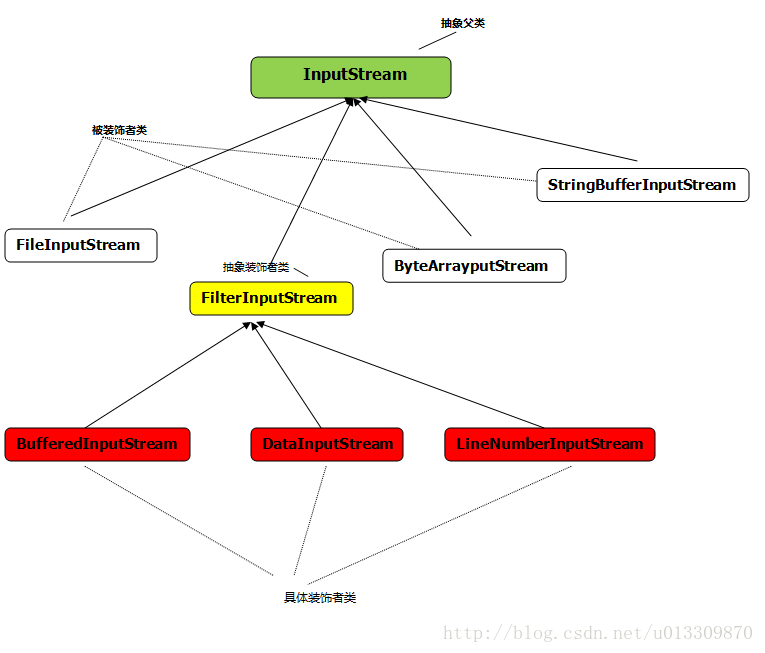 抽象父类
InputStream
被装饰者类
StringBufferInputStream
FileInputStream
ByteArrayputStream
抽象装饰者类
FilterInputStream
BufferedInputStream
DataInputStream
LineNumberInputStream
具体装饰者类
http://blog.csdn.net/u013309870